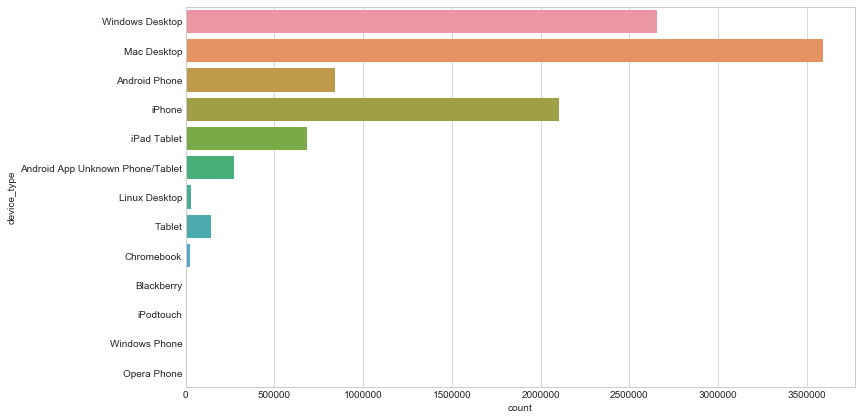 Windows Desktop
Mac Desktop
Android Phone
iPhone
iPad Tablet
Android App Unknown Phone/Tablet
Linux Desktop
Tablet
Chromebook
Blackberry
iPodtouch
Windows Phone
Opera Phone
device_type
0 500000 1000000 1500000 2000000 2500000 3000000 3500000
count